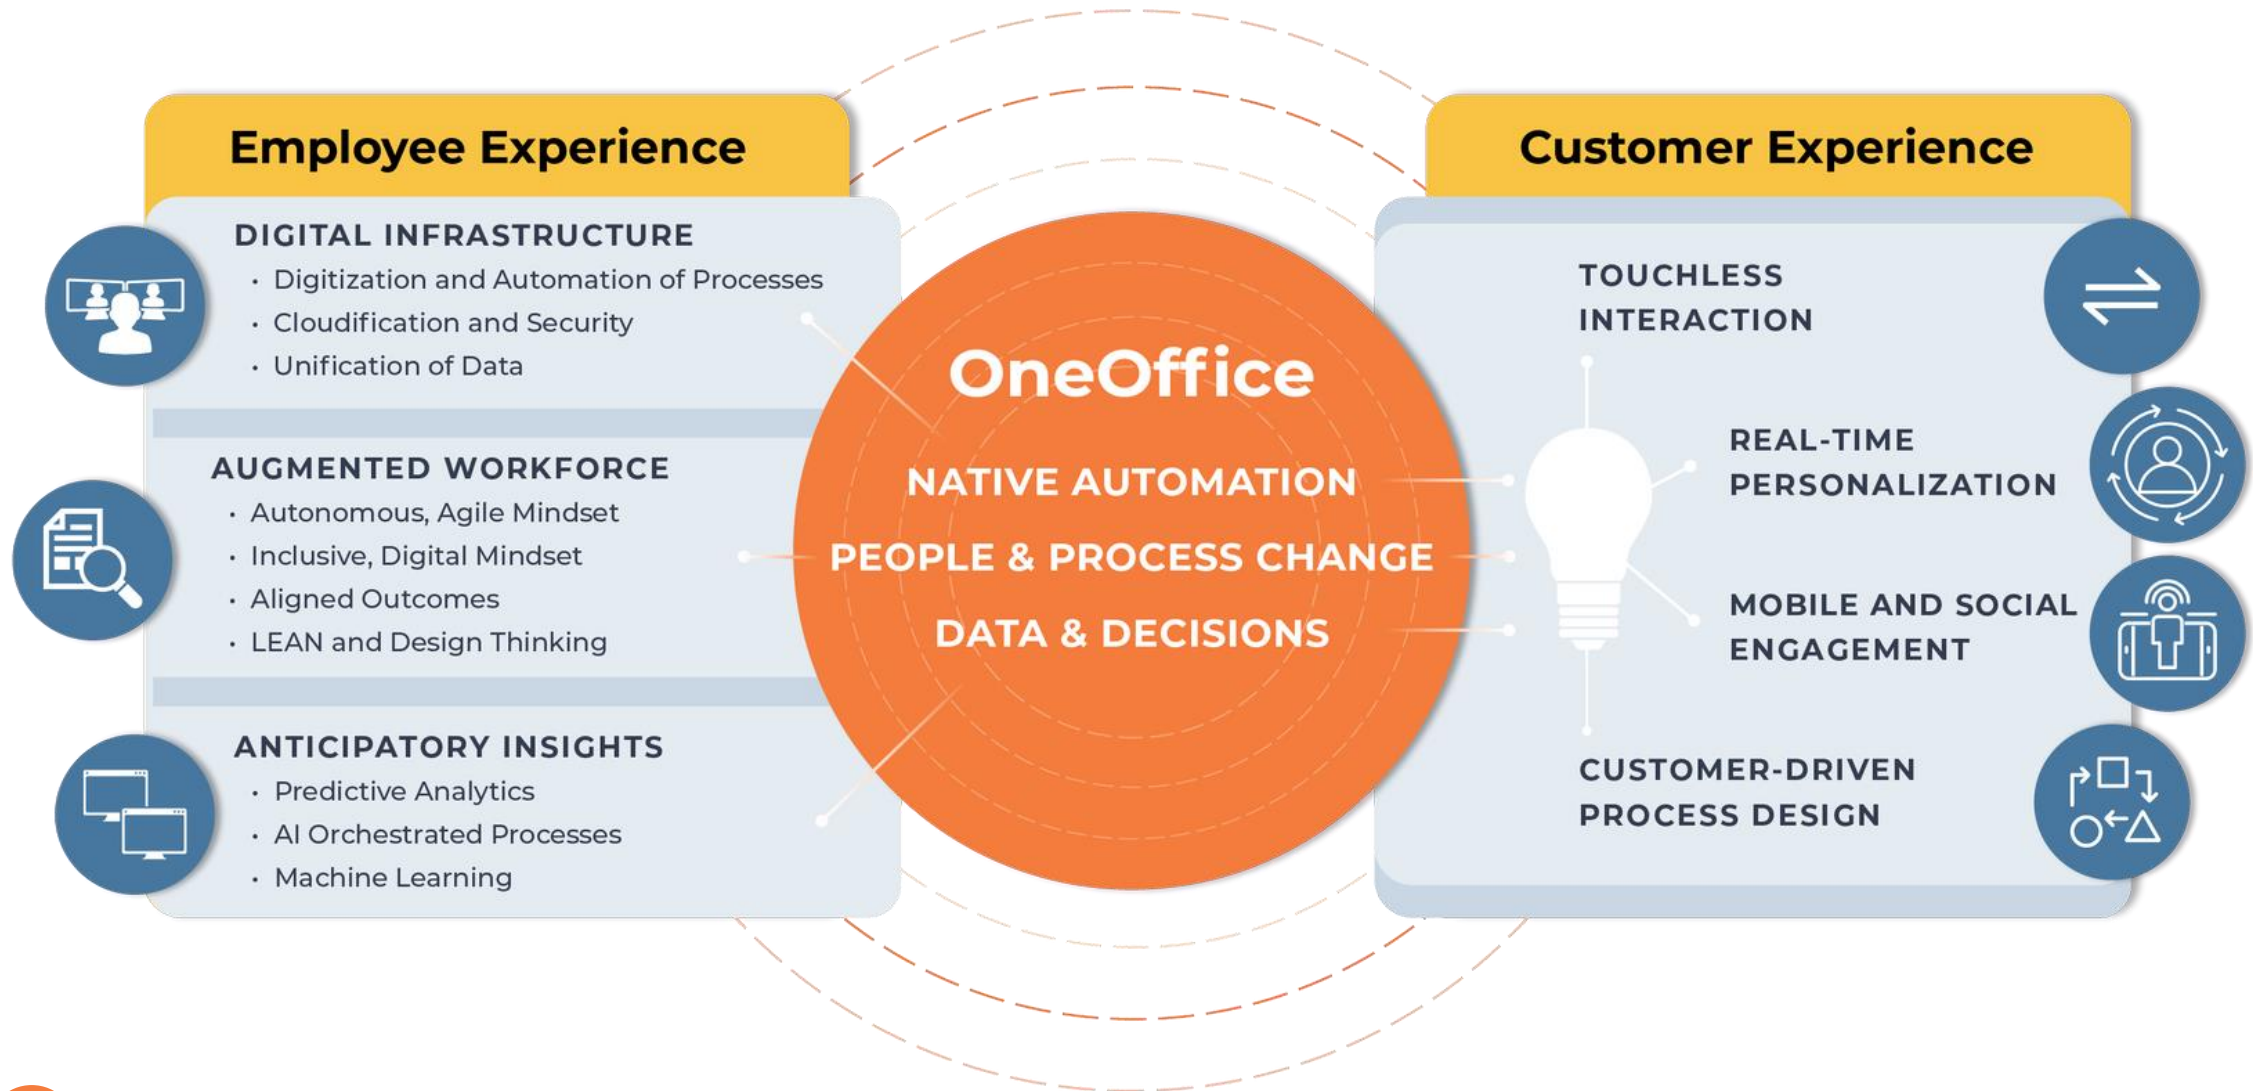 Employee Experience
DIGITAL INFRASTRUCTURE
• Digitization and Automation of Processes
• Cloudification and Security
• Unification of Data
AUGMENTED WORKFORCE
• Autonomous, Agile Mindset
• Inclusive, Digital Mindset
• Aligned Outcomes
• LEAN and Design Thinking
ANTICIPATORY INSIGHTS
• Predictive Analytics
• AI Orchestrated Processes
• Machine Learning
OneOffice
NATIVE AUTOMATION
PEOPLE & PROCESS CHANGE
DATA & DECISIONS
Customer Experience
TOUCHLESS
INTERACTION
REAL-TIME
PERSONALIZATION
MOBILE AND SOCIAL
ENGAGEMENT
CUSTOMER-DRIVEN
PROCESS DESIGN